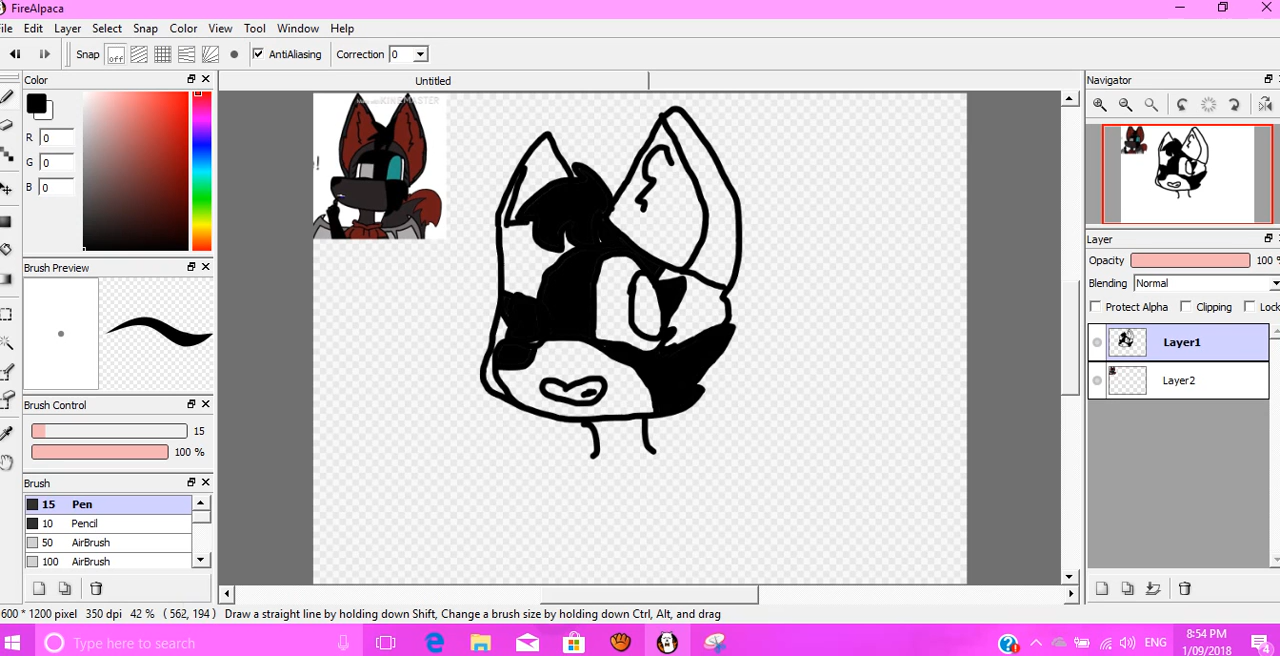 FireAlpaca
ile Edit Layer Select Snap Color View Tool Window Help
Snap off AntiAliasing Correction 0
Color Untitled Navigator
KINEMASTER
R 0
G 0
B 0
!
Layer
Opacity 100 %
Brush Preview
Blending Normal
Protect Alpha Clipping Lock
Layer1
Layer2
Brush Control
15
100 %
Brush
15 Pen
10 Pencil
50 AirBrush
100 AirBrush
600 * 1200 pixel 350 dpi 42 % ( 562, 194 ) Draw a straight line by holding down Shift, Change a brush size by holding down Ctrl, Alt, and drag
Type here to search
ENG
8:54 PM
1/09/2018
4